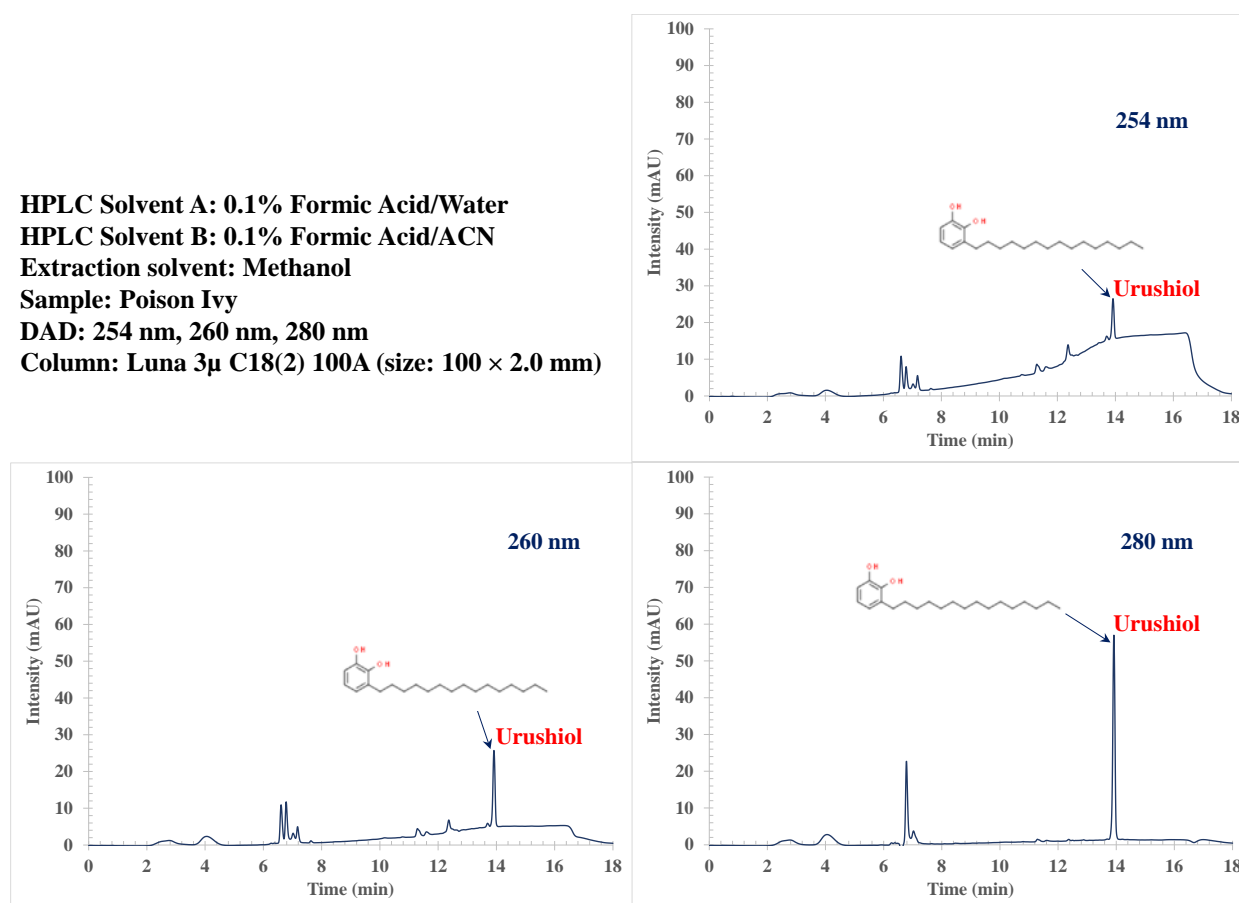 HPLC Solvent A: 0.1% Formic Acid/Water
HPLC Solvent B: 0.1% Formic Acid/ACN
Extraction solvent: Methanol
Sample: Poison Ivy
DAD: 254 nm, 260 nm, 280 nm
Column: Luna 3µ C18(2) 100A (size: 100 × 2.0 mm)
100
90
80
70
60
50
40
30
20
10
0
Intensity (mAU)
254 nm
OH
OH
Urushiol
0 2 4 6 8 10 12 14 16 18
Time (min)
100
90
80
70
60
50
40
30
20
10
0
Intensity (mAU)
260 nm
OH
OH
Urushiol
0 2 4 6 8 10 12 14 16 18
Time (min)
100
90
80
70
60
50
40
30
20
10
0
Intensity (mAU)
280 nm
OH
OH
Urushiol
0 2 4 6 8 10 12 14 16 18
Time (min)